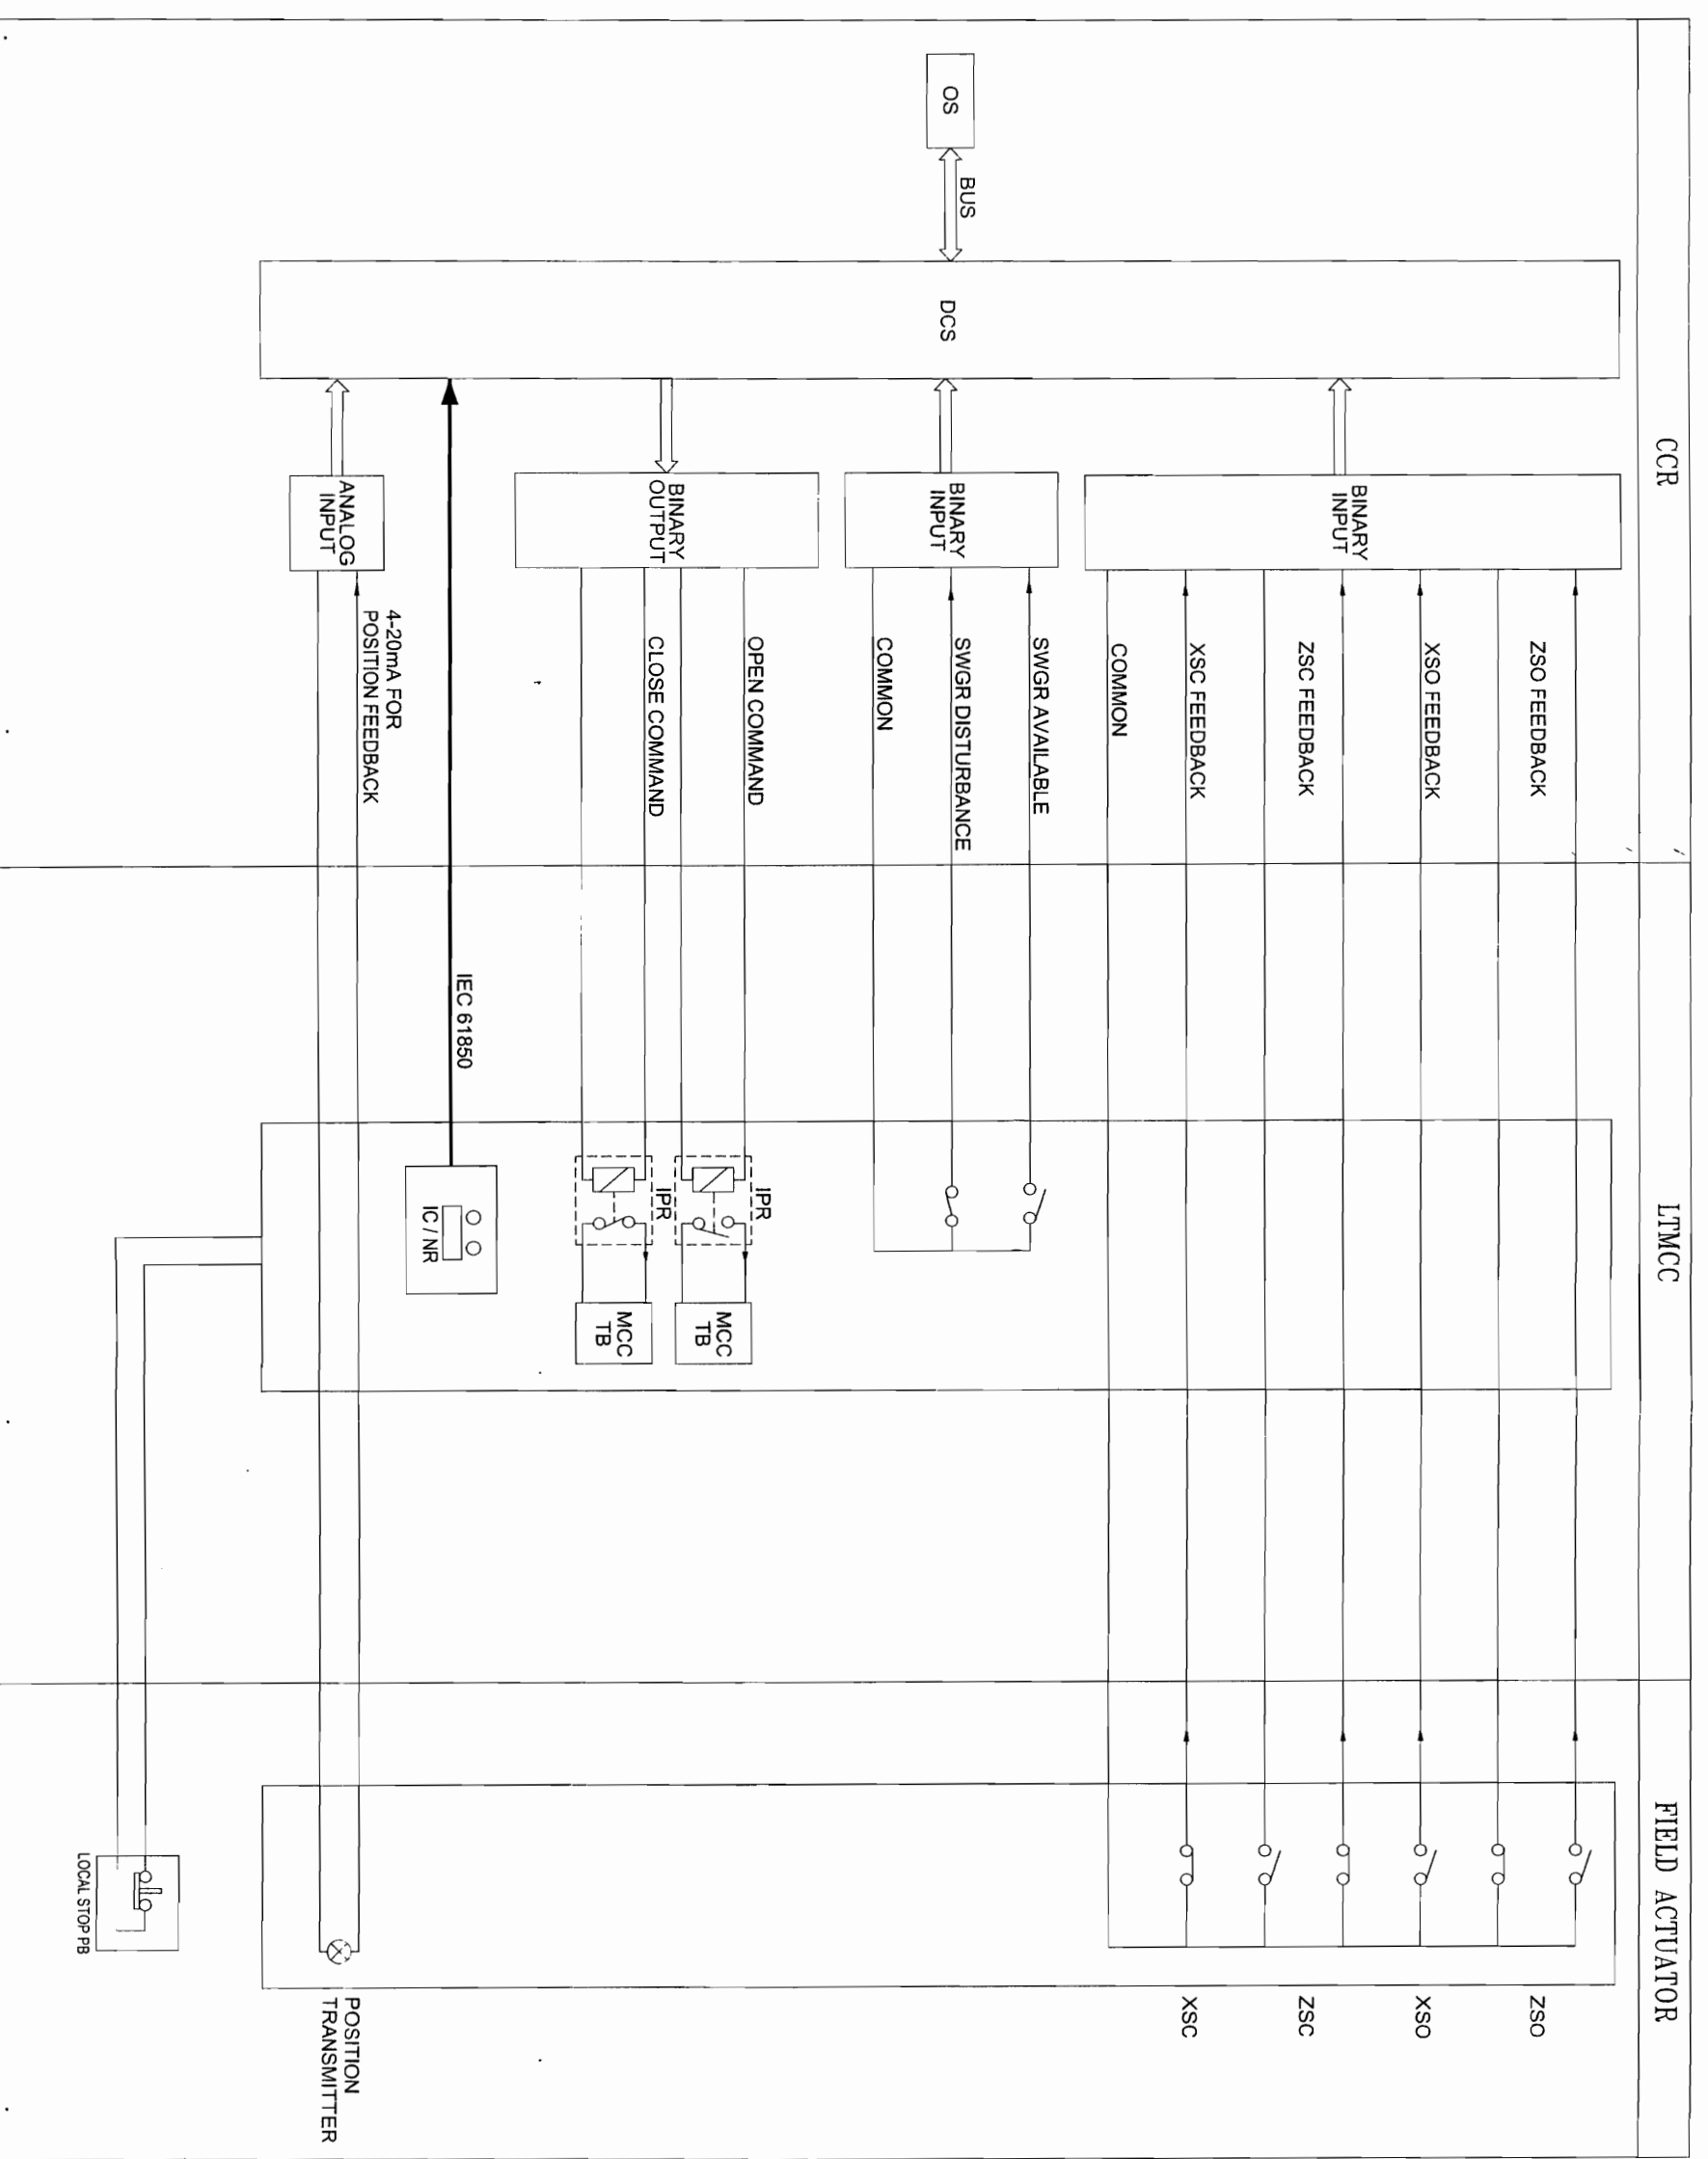 CCR
LTMCC
FIELD ACTUATOR
OS
BUS
DCS
BINARY
INPUT
ZSO FEEDBACK
XSO FEEDBACK
ZSC FEEDBACK
XSC FEEDBACK
COMMON
ZSO
XSO
ZSC
XSC
BINARY
INPUT
SWGR AVAILABLE
SWGR DISTURBANCE
COMMON
BINARY
OUTPUT
OPEN COMMAND
CLOSE COMMAND
IPR
IPR
MCC
TB
MCC
TB
IEC 61850
IC / NR
ANALOG
INPUT
4-20mA FOR
POSITION FEEDBACK
POSITION
TRANSMITTER
LOCAL STOP PB